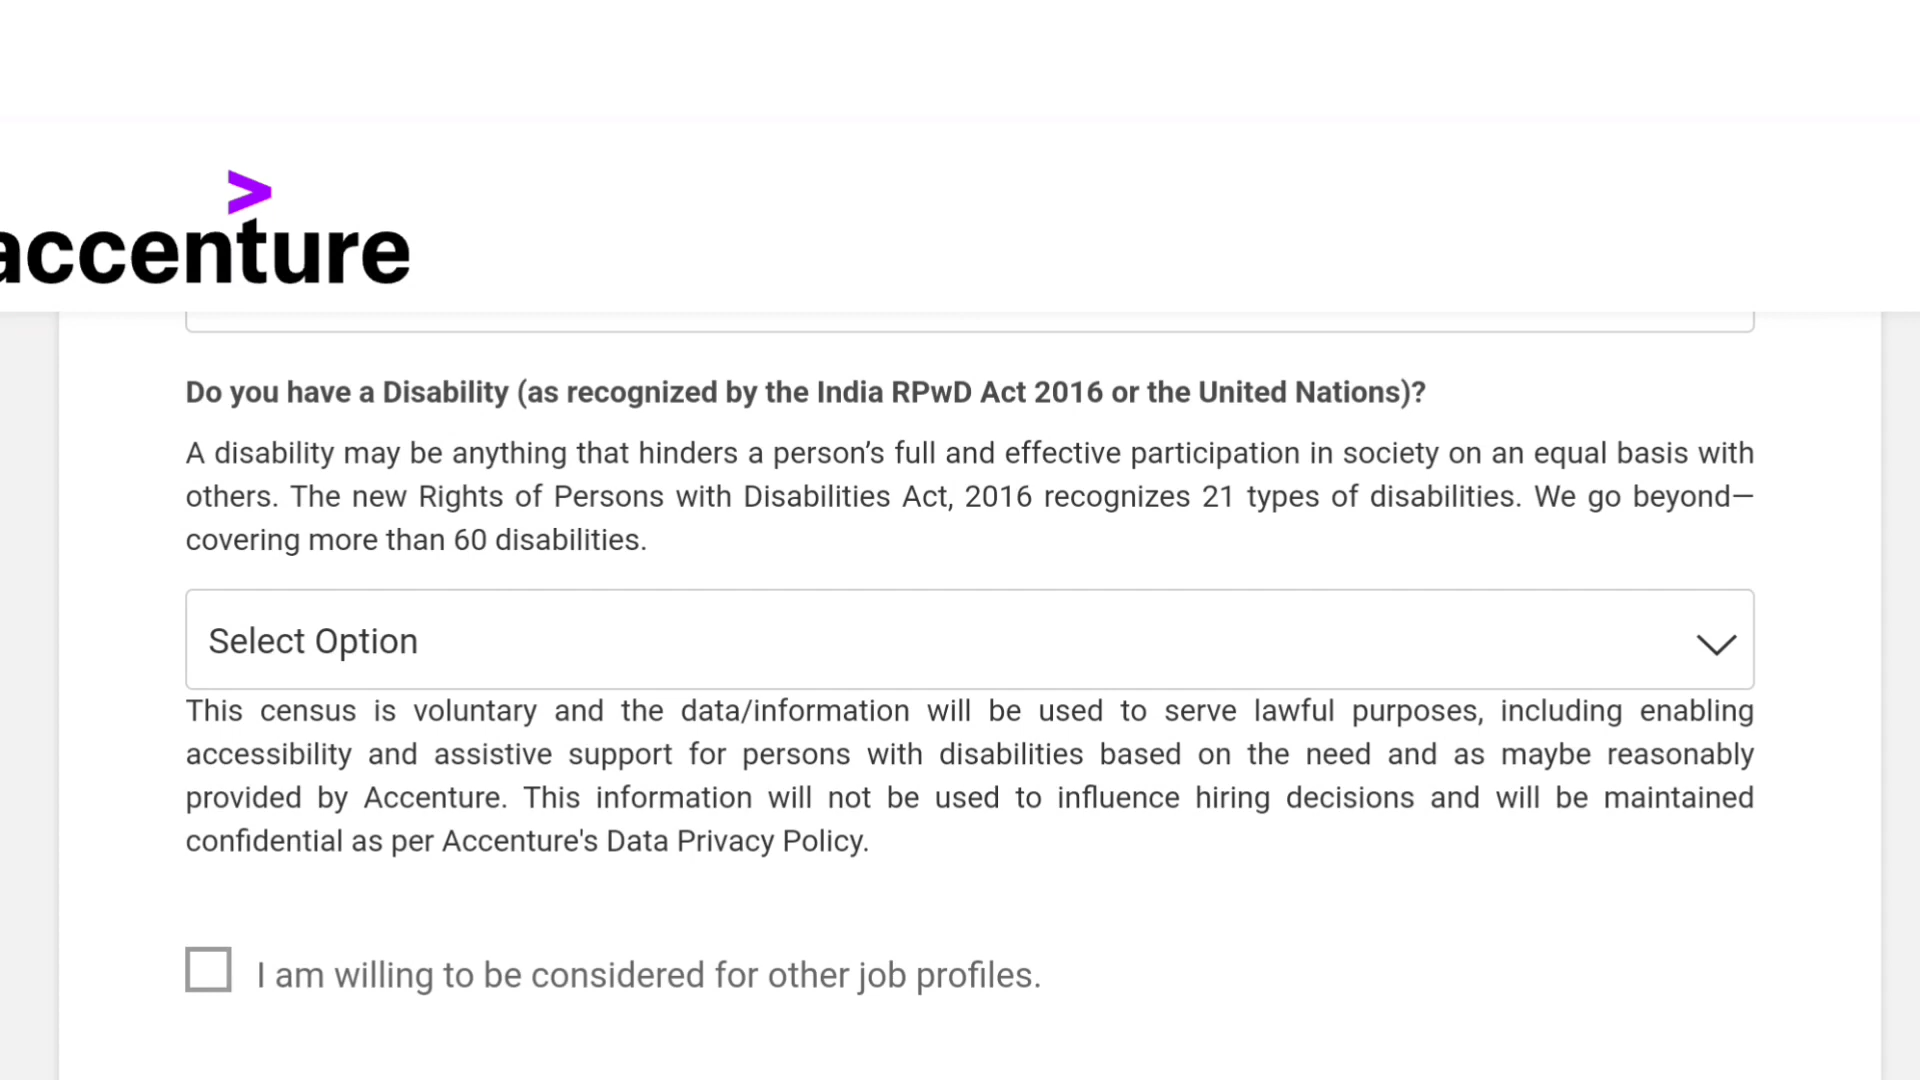 >
accenture
Do you have a Disability (as recognized by the India RPwD Act 2016 or the United Nations)?
A disability may be anything that hinders a person’s full and effective participation in society on an equal basis with
others. The new Rights of Persons with Disabilities Act, 2016 recognizes 21 types of disabilities. We go beyond—
covering more than 60 disabilities.
Select Option
This census is voluntary and the data/information will be used to serve lawful purposes, including enabling
accessibility and assistive support for persons with disabilities based on the need and as maybe reasonably
provided by Accenture. This information will not be used to influence hiring decisions and will be maintained
confidential as per Accenture's Data Privacy Policy.
I am willing to be considered for other job profiles.